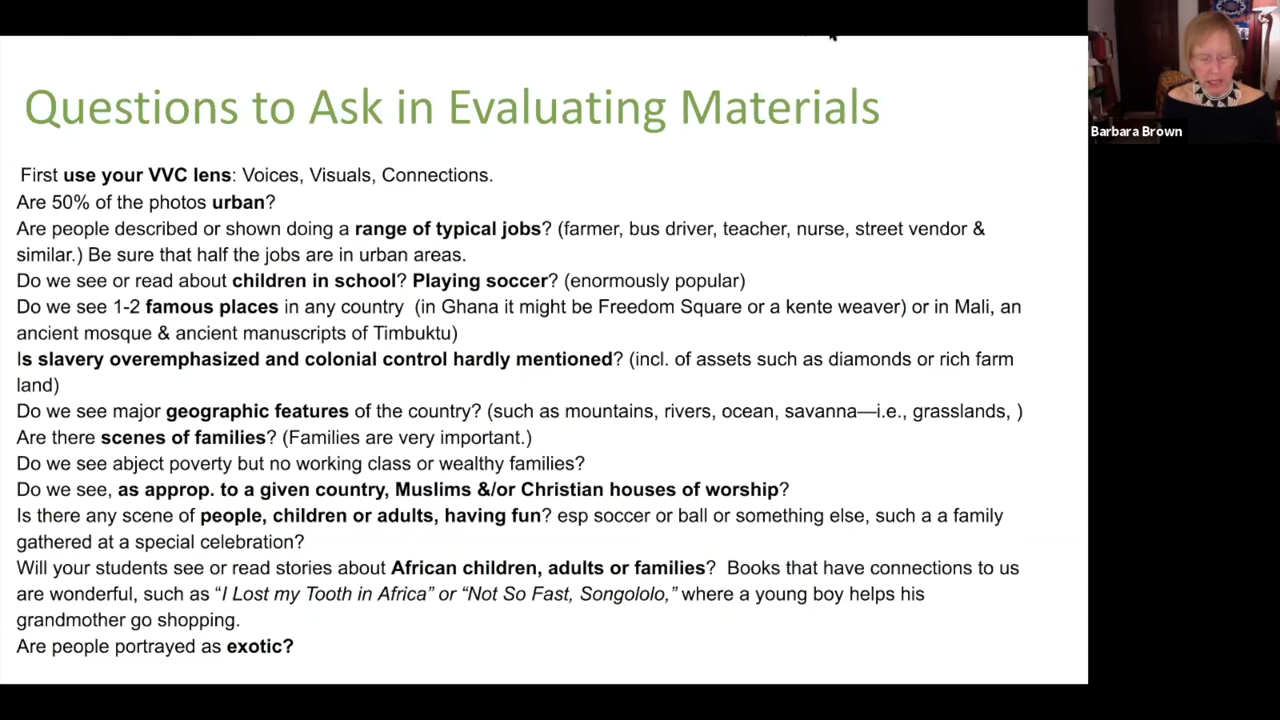 Questions to Ask in Evaluating Materials
First use your VVC lens: Voices, Visuals, Connections.
Are 50% of the photos urban?
Are people described or shown doing a range of typical jobs? (farmer, bus driver, teacher, nurse, street vendor &
similar.) Be sure that half the jobs are in urban areas.
Do we see or read about children in school? Playing soccer? (enormously popular)
Do we see 1-2 famous places in any country (in Ghana it might be Freedom Square or a kente weaver) or in Mali, an
ancient mosque & ancient manuscripts of Timbuktu)
Is slavery overemphasized and colonial control hardly mentioned? (incl. of assets such as diamonds or rich farm
land)
Do we see major geographic features of the country? (such as mountains, rivers, ocean, savanna—i.e., grasslands, )
Are there scenes of families? (Families are very important.)
Do we see abject poverty but no working class or wealthy families?
Do we see, as approp. to a given country, Muslims &/or Christian houses of worship?
Is there any scene of people, children or adults, having fun? esp soccer or ball or something else, such a a family
gathered at a special celebration?
Will your students see or read stories about African children, adults or families? Books that have connections to us
are wonderful, such as “I Lost my Tooth in Africa” or “Not So Fast, Songololo,” where a young boy helps his
grandmother go shopping.
Are people portrayed as exotic?
Barbara Brown